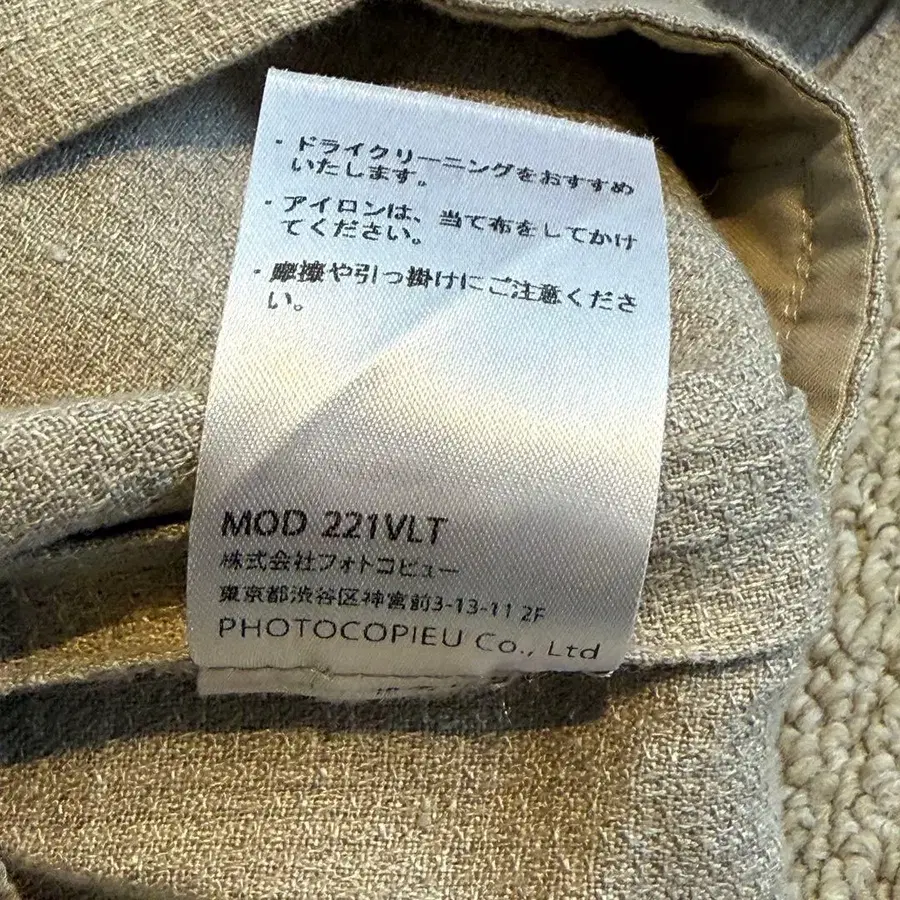 ・ドライクリーニングをおすすめ
いたします。
・アイロンは、当て布をしてかけ
てください。
・摩擦や引っ掛けにご注意くださ
い。
MOD 221VLT
株式会社フォトコピュー
東京都渋谷区神宮前3-13-11 2F
PHOTOCOPIEU Co., Ltd